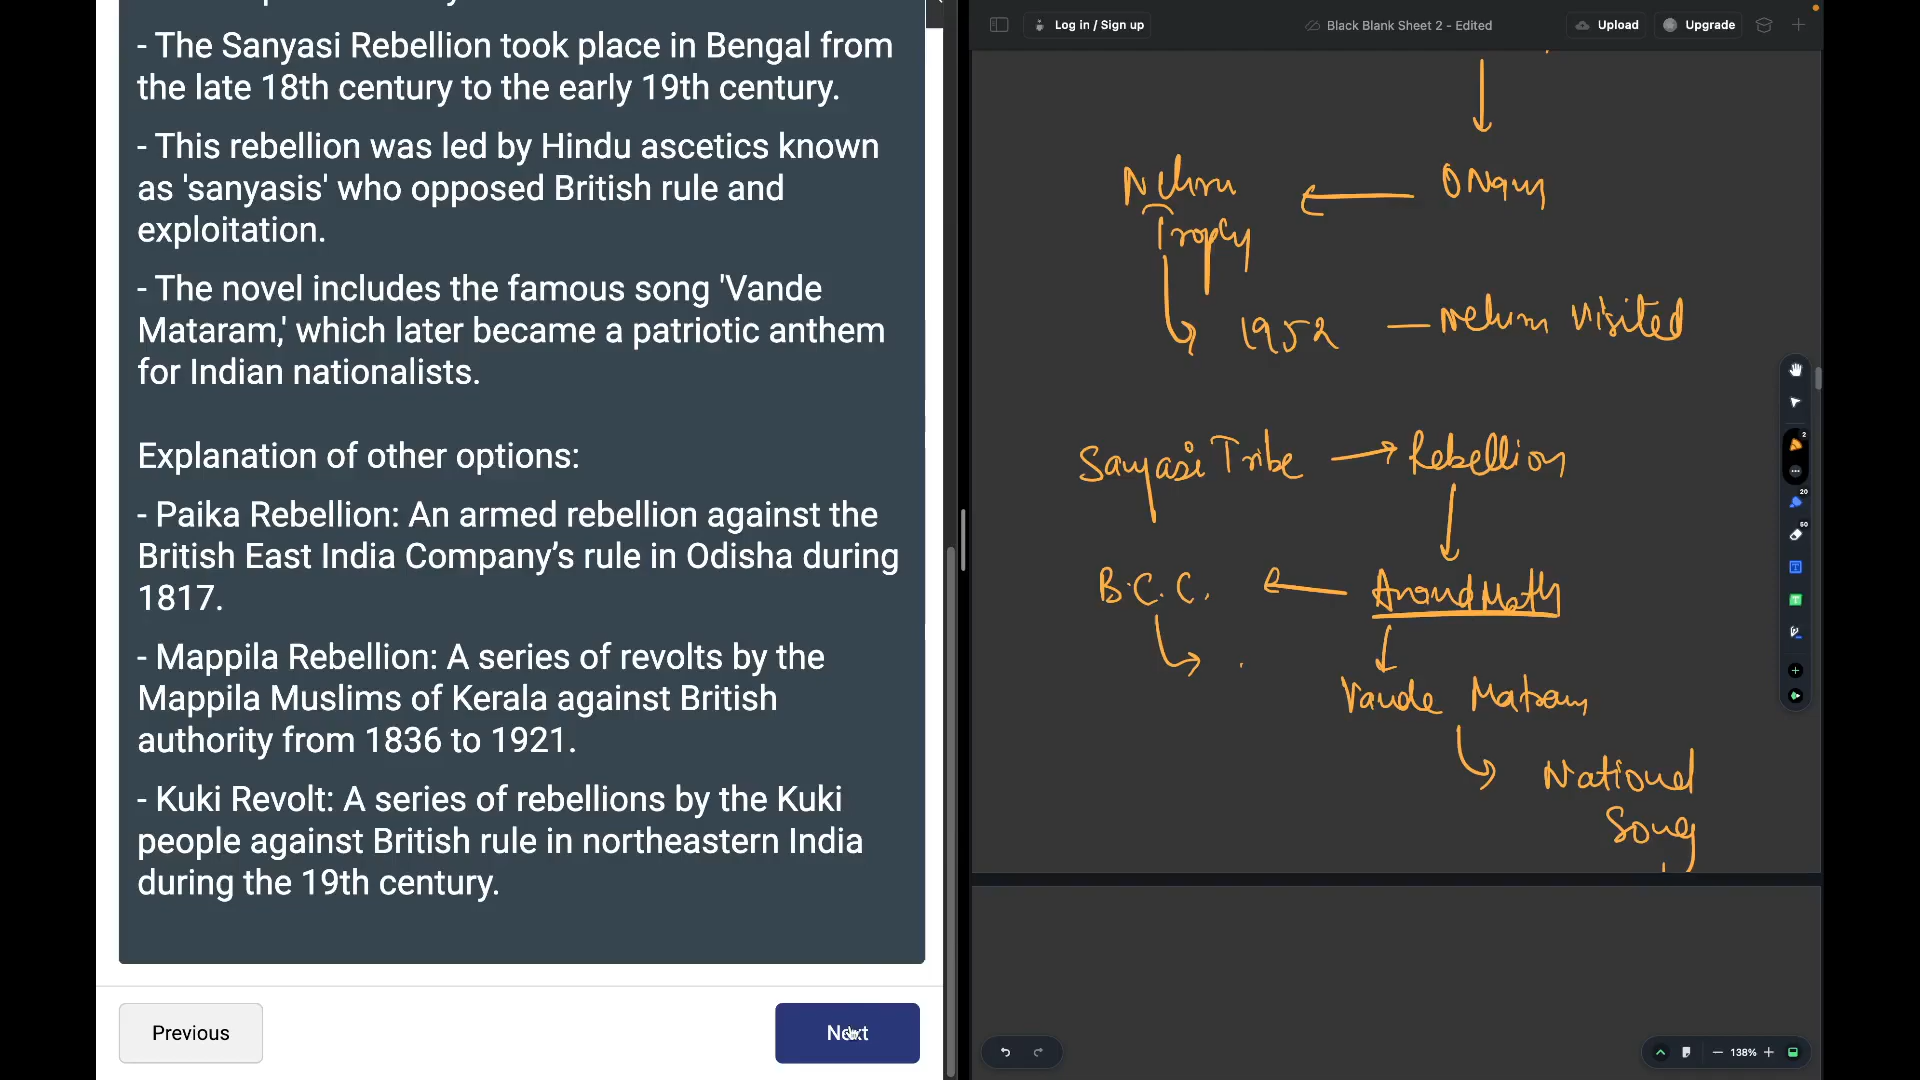 - The Sanyasi Rebellion took place in Bengal from
the late 18th century to the early 19th century.
- This rebellion was led by Hindu ascetics known
as 'sanyasis' who opposed British rule and
exploitation.
- The novel includes the famous song 'Vande
Mataram,' which later became a patriotic anthem
for Indian nationalists.
Explanation of other options:
- Paika Rebellion: An armed rebellion against the
British East India Company’s rule in Odisha during
1817.
- Mappila Rebellion: A series of revolts by the
Mappila Muslims of Kerala against British
authority from 1836 to 1921.
- Kuki Revolt: A series of rebellions by the Kuki
people against British rule in northeastern India
during the 19th century.
Previous
Next
Log in / Sign up
Black Blank Sheet 2 - Edited
Upload
Upgrade
Nehru
Trophy
ONam
1952 — Nehru Visited
Sanyasi Tribe → Rebellion
B.C.C. ← AnandMath
Vande Matram
National
Song
2
20
50
138%